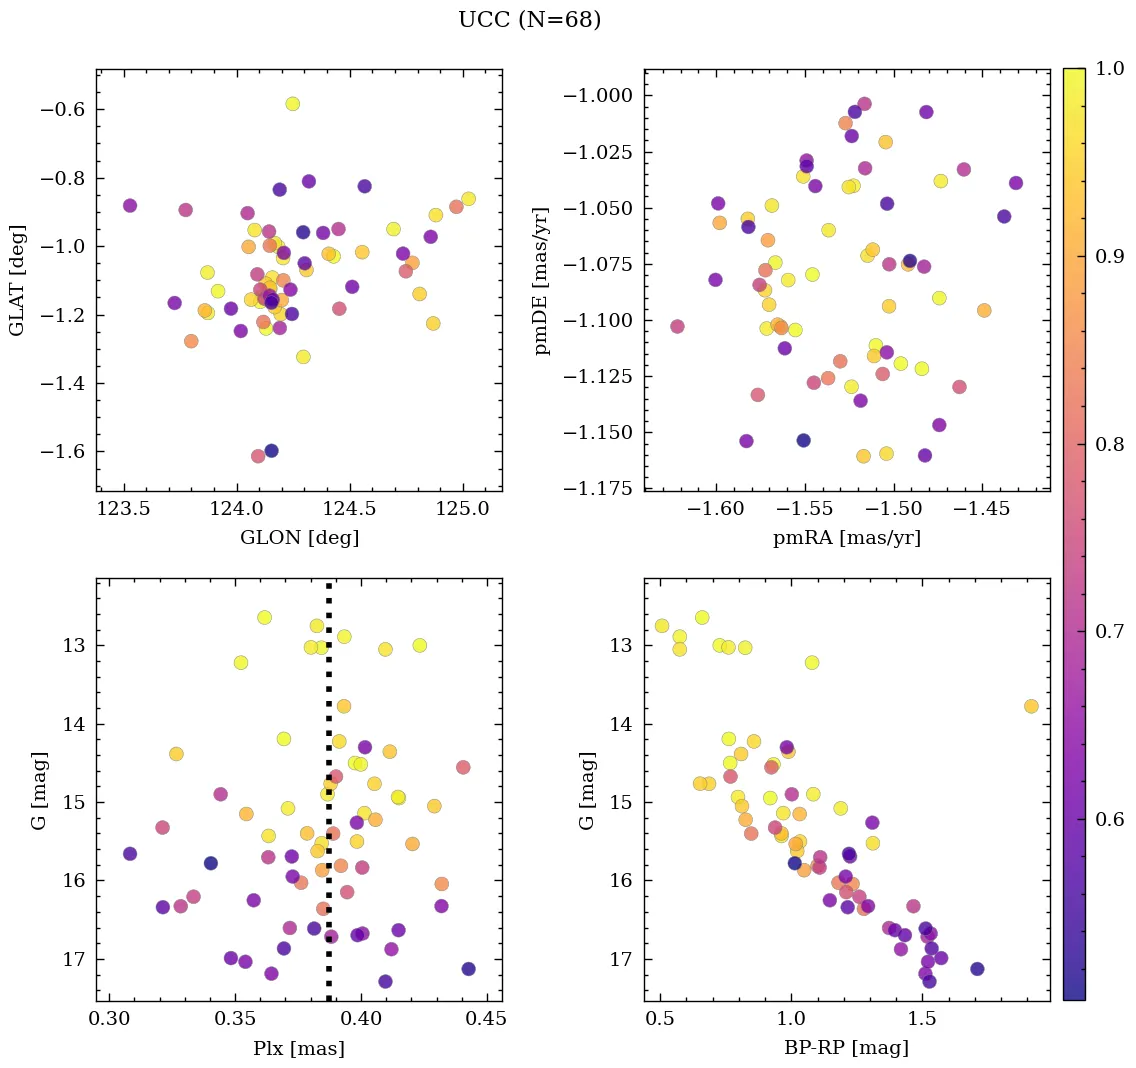 UCC (N=68)
−0.6
−0.8
−1.0
−1.2
−1.4
−1.6
GLAT [deg]
123.5 124.0 124.5 125.0
GLON [deg]
−1.000
−1.025
−1.050
−1.075
−1.100
−1.125
−1.150
−1.175
pmDE [mas/yr]
−1.60 −1.55 −1.50 −1.45
pmRA [mas/yr]
1.0
0.9
0.8
0.7
0.6
13
14
15
16
17
G [mag]
0.30 0.35 0.40 0.45
Plx [mas]
13
14
15
16
17
G [mag]
0.5 1.0 1.5
BP-RP [mag]